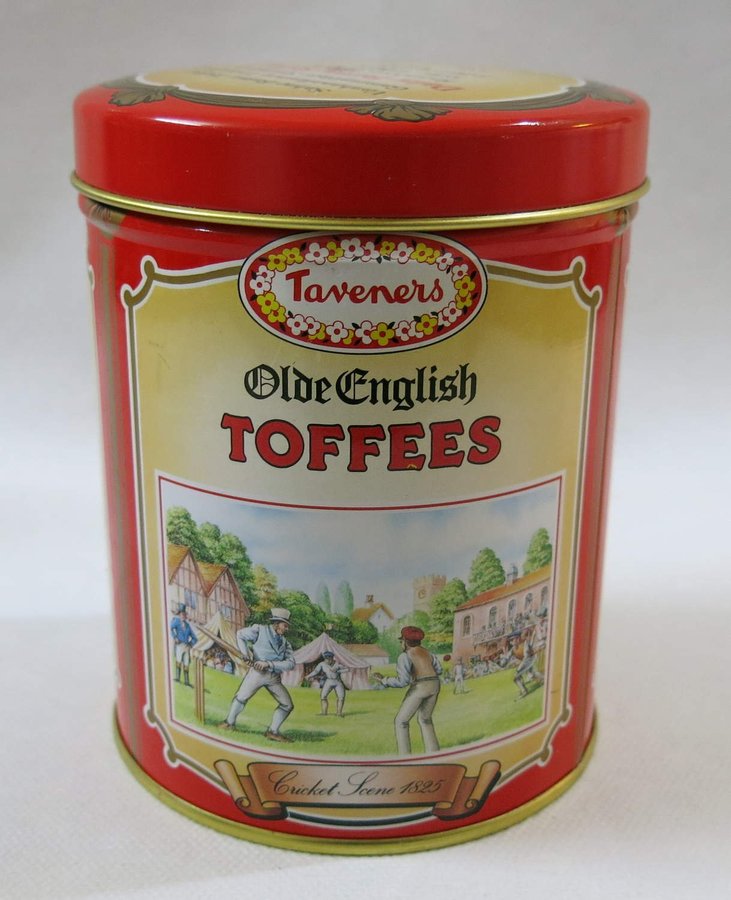 Taveners
Olde English
TOFFEES
Cricket Scene 1825